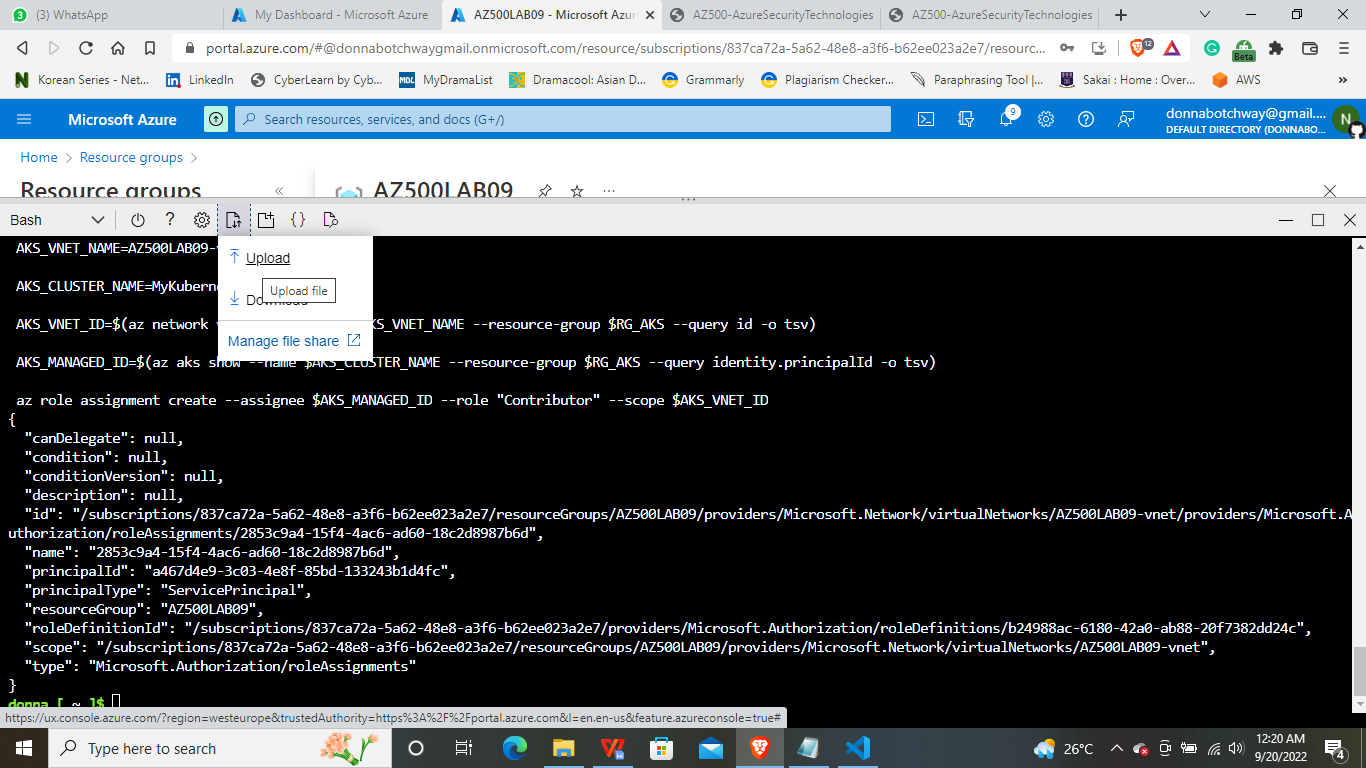 (3) WhatsApp
My Dashboard - Microsoft Azure
AZ500LAB09 - Microsoft Azur
AZ500-AzureSecurityTechnologies
AZ500-AzureSecurityTechnologies
portal.azure.com/#@donnabotchwaygmail.onmicrosoft.com/resource/subscriptions/837ca72a-5a62-48e8-a3f6-b62ee023a2e7/resourc...
12
Beta
Korean Series - Net...
LinkedIn
CyberLearn by Cyb...
MDL MyDramaList
Dramacool: Asian D...
Grammarly
Plagiarism Checker...
Paraphrasing Tool |...
Sakai : Home : Over...
AWS
Microsoft Azure
Search resources, services, and docs (G+/)
9
donnabotchway@gmail....
DEFAULT DIRECTORY (DONNABO...
N
Home > Resource groups >
Resource groups
AZ500LAB09
Bash
Upload
Upload file
Download
Manage file share
AKS_VNET_NAME=AZ500LAB09-
AKS_CLUSTER_NAME=MyKuberne
AKS_VNET_ID=$(az network AKS_VNET_NAME --resource-group $RG_AKS --query id -o tsv)
AKS_MANAGED_ID=$(az aks show --name $AKS_CLUSTER_NAME --resource-group $RG_AKS --query identity.principalId -o tsv)
az role assignment create --assignee $AKS_MANAGED_ID --role "Contributor" --scope $AKS_VNET_ID
{
"canDelegate": null,
"condition": null,
"conditionVersion": null,
"description": null,
"id": "/subscriptions/837ca72a-5a62-48e8-a3f6-b62ee023a2e7/resourceGroups/AZ500LAB09/providers/Microsoft.Network/virtualNetworks/AZ500LAB09-vnet/providers/Microsoft.A
uthorization/roleAssignments/2853c9a4-15f4-4ac6-ad60-18c2d8987b6d",
"name": "2853c9a4-15f4-4ac6-ad60-18c2d8987b6d",
"principalId": "a467d4e9-3c03-4e8f-85bd-133243b1d4fc",
"principalType": "ServicePrincipal",
"resourceGroup": "AZ500LAB09",
"roleDefinitionId": "/subscriptions/837ca72a-5a62-48e8-a3f6-b62ee023a2e7/providers/Microsoft.Authorization/roleDefinitions/b24988ac-6180-42a0-ab88-20f7382dd24c",
"scope": "/subscriptions/837ca72a-5a62-48e8-a3f6-b62ee023a2e7/resourceGroups/AZ500LAB09/providers/Microsoft.Network/virtualNetworks/AZ500LAB09-vnet",
"type": "Microsoft.Authorization/roleAssignments"
}
donna [ ~ ]$
https://ux.console.azure.com/?region=westeurope&trustedAuthority=https%3A%2F%2Fportal.azure.com&l=en.en-us&feature.azureconsole=true#
Type here to search
26°C
12:20 AM
9/20/2022
4